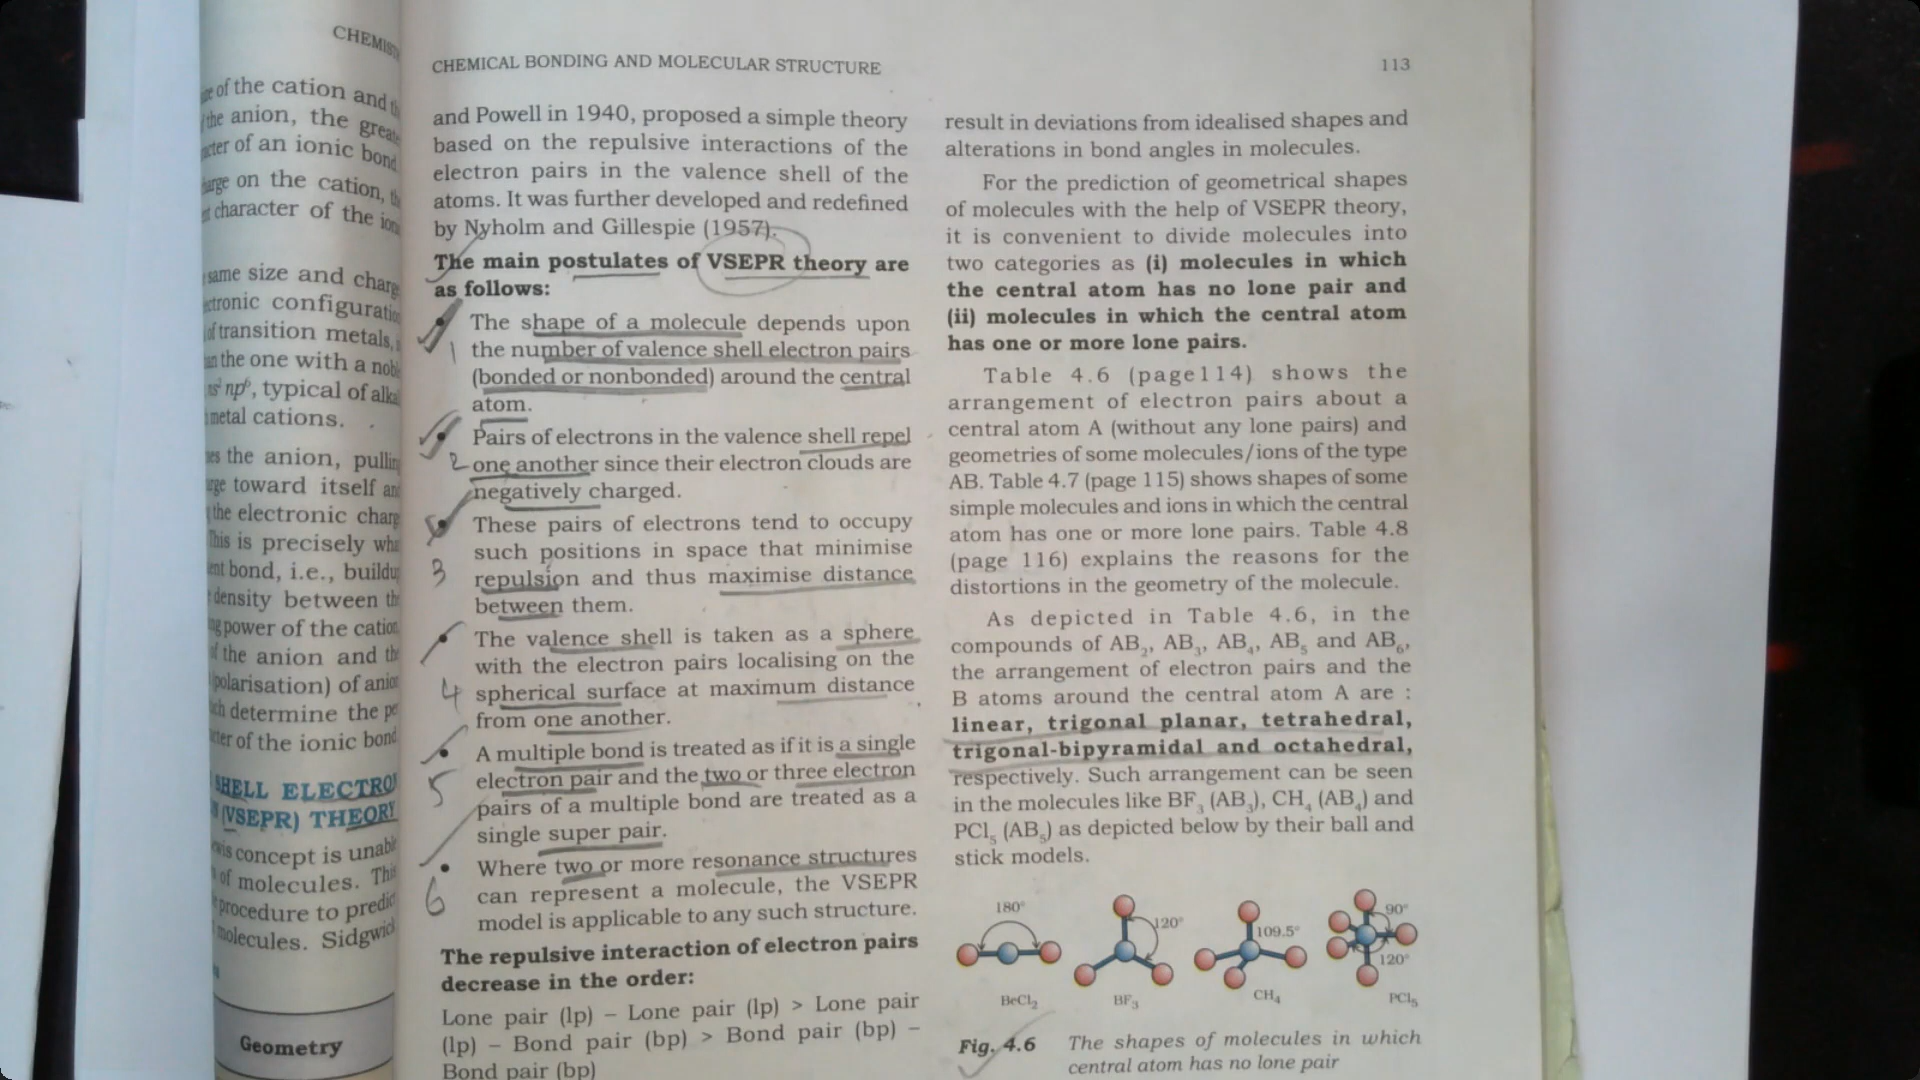 CHEMIST
of the cation and th
the anion, the greate
of an ionic bond
on the cation, th
character of the ion
same size and charge
configuratio
of transition metals,
the one with a nobl
np⁶, typical of alka
metal cations.
the anion, pulling
toward itself an
the electronic charg
This is precisely wha
bond, i.e., buildu
density between th
power of the cation
of the anion and the
(polarisation) of anion
determine the pe
of the ionic bond
SHELL ELECTRON
(VSEPR) THEORY
concept is unable
of molecules. This
procedure to predict
molecules. Sidgwick
Geometry
CHEMICAL BONDING AND MOLECULAR STRUCTURE
113
and Powell in 1940, proposed a simple theory
based on the repulsive interactions of the
electron pairs in the valence shell of the
atoms. It was further developed and redefined
by Nyholm and Gillespie (1957).
The main postulates of VSEPR theory are
as follows:
• The shape of a molecule depends upon
1 the number of valence shell electron pairs
(bonded or nonbonded) around the central
atom.
• Pairs of electrons in the valence shell repel
2 one another since their electron clouds are
negatively charged.
• These pairs of electrons tend to occupy
such positions in space that minimise
3 repulsion and thus maximise distance
between them.
• The valence shell is taken as a sphere
with the electron pairs localising on the
4 spherical surface at maximum distance
from one another.
• A multiple bond is treated as if it is a single
5 electron pair and the two or three electron
pairs of a multiple bond are treated as a
single super pair.
• Where two or more resonance structures
6 can represent a molecule, the VSEPR
model is applicable to any such structure.
The repulsive interaction of electron pairs
decrease in the order:
Lone pair (lp) – Lone pair (lp) > Lone pair
(lp) – Bond pair (bp) > Bond pair (bp) –
Bond pair (bp)
result in deviations from idealised shapes and
alterations in bond angles in molecules.
For the prediction of geometrical shapes
of molecules with the help of VSEPR theory,
it is convenient to divide molecules into
two categories as (i) molecules in which
the central atom has no lone pair and
(ii) molecules in which the central atom
has one or more lone pairs.
Table 4.6 (page114) shows the
arrangement of electron pairs about a
central atom A (without any lone pairs) and
geometries of some molecules/ions of the type
AB. Table 4.7 (page 115) shows shapes of some
simple molecules and ions in which the central
atom has one or more lone pairs. Table 4.8
(page 116) explains the reasons for the
distortions in the geometry of the molecule.
As depicted in Table 4.6, in the
compounds of AB₂, AB₃, AB₄, AB₅ and AB₆,
the arrangement of electron pairs and the
B atoms around the central atom A are :
linear, trigonal planar, tetrahedral,
trigonal-bipyramidal and octahedral,
respectively. Such arrangement can be seen
in the molecules like BF₃ (AB₃), CH₄ (AB₄) and
PCl₅ (AB₅) as depicted below by their ball and
stick models.
180° 120° 109.5° 90° 120°
BeCl₂ BF₃ CH₄ PCl₅
Fig. 4.6 The shapes of molecules in which
central atom has no lone pair